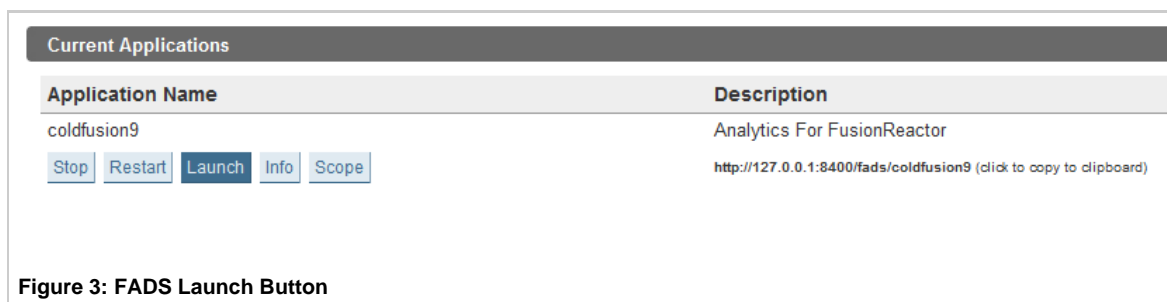 Current Applications
Application Name Description
coldfusion9 Analytics For FusionReactor
Stop Restart Launch Info Scope http://127.0.0.1:8400/fads/coldfusion9 (click to copy to clipboard)
Figure 3: FADS Launch Button